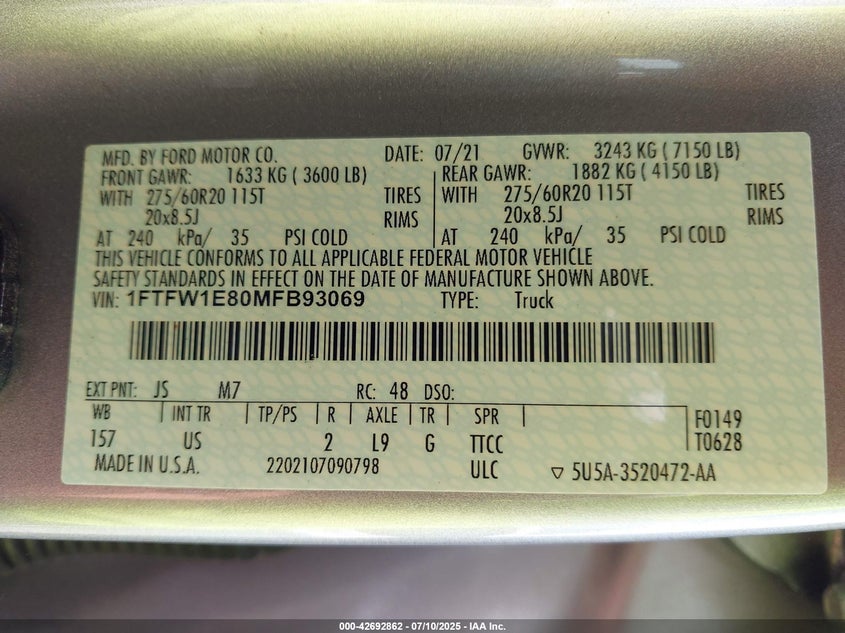 MFD. BY FORD MOTOR CO. DATE: 07/21 GVWR: 3243 KG ( 7150 LB)
FRONT GAWR: 1633 KG ( 3600 LB) REAR GAWR: 1882 KG ( 4150 LB)
WITH 275/60R20 115T TIRES WITH 275/60R20 115T TIRES
20x8.5J RIMS 20x8.5J RIMS
AT 240 kPa/ 35 PSI COLD AT 240 kPa/ 35 PSI COLD
THIS VEHICLE CONFORMS TO ALL APPLICABLE FEDERAL MOTOR VEHICLE
SAFETY STANDARDS IN EFFECT ON THE DATE OF MANUFACTURE SHOWN ABOVE.
VIN: 1FTFW1E80MFB93069 TYPE: Truck
EXT PNT: JS M7 RC: 48 DSO:
WB INT TR TP/PS R AXLE TR SPR F0149
157 US 2 L9 G TTCC T0628
MADE IN U.S.A. 2202107090798 ULC ▽ 5U5A-3520472-AA
000-42692862 - 07/10/2025 - IAA Inc.